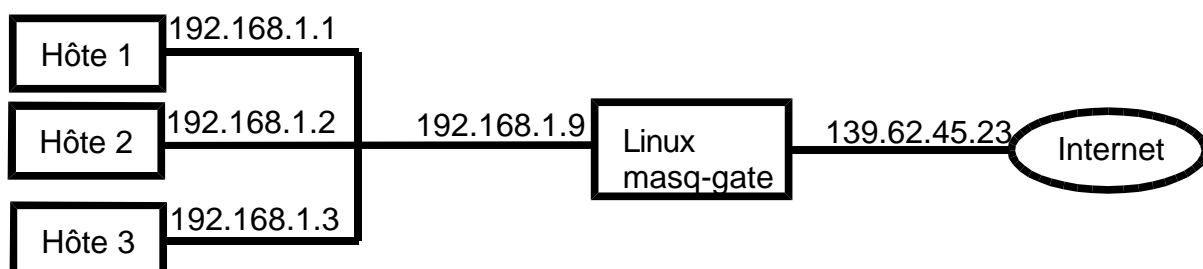 192.168.1.1
Hôte 1
192.168.1.2
Hôte 2
192.168.1.3
Hôte 3
192.168.1.9
Linux
masq-gate
139.62.45.23
Internet